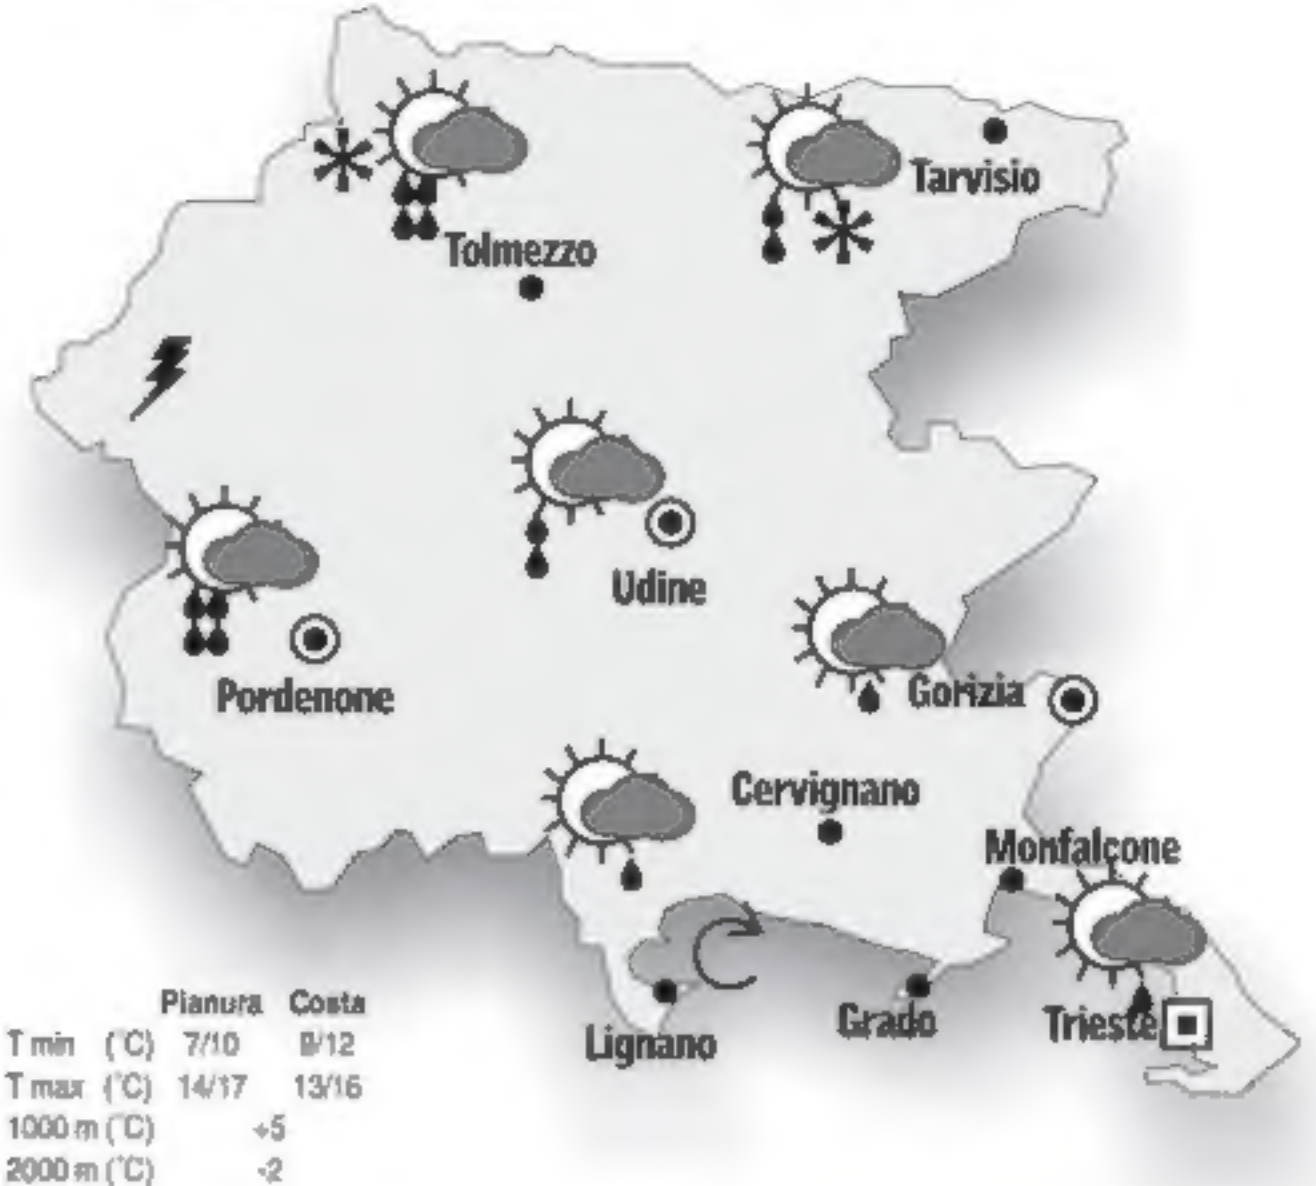 Tarvisio
Tolmezzo
Udine
Pordenone
Gorizia
Cervignano
Monfalcone
Lignano
Grado
Trieste
Pianura Costa
T min (°C) 7/10 9/12
T max (°C) 14/17 13/16
1000 m (°C) +5
2000 m (°C) -2